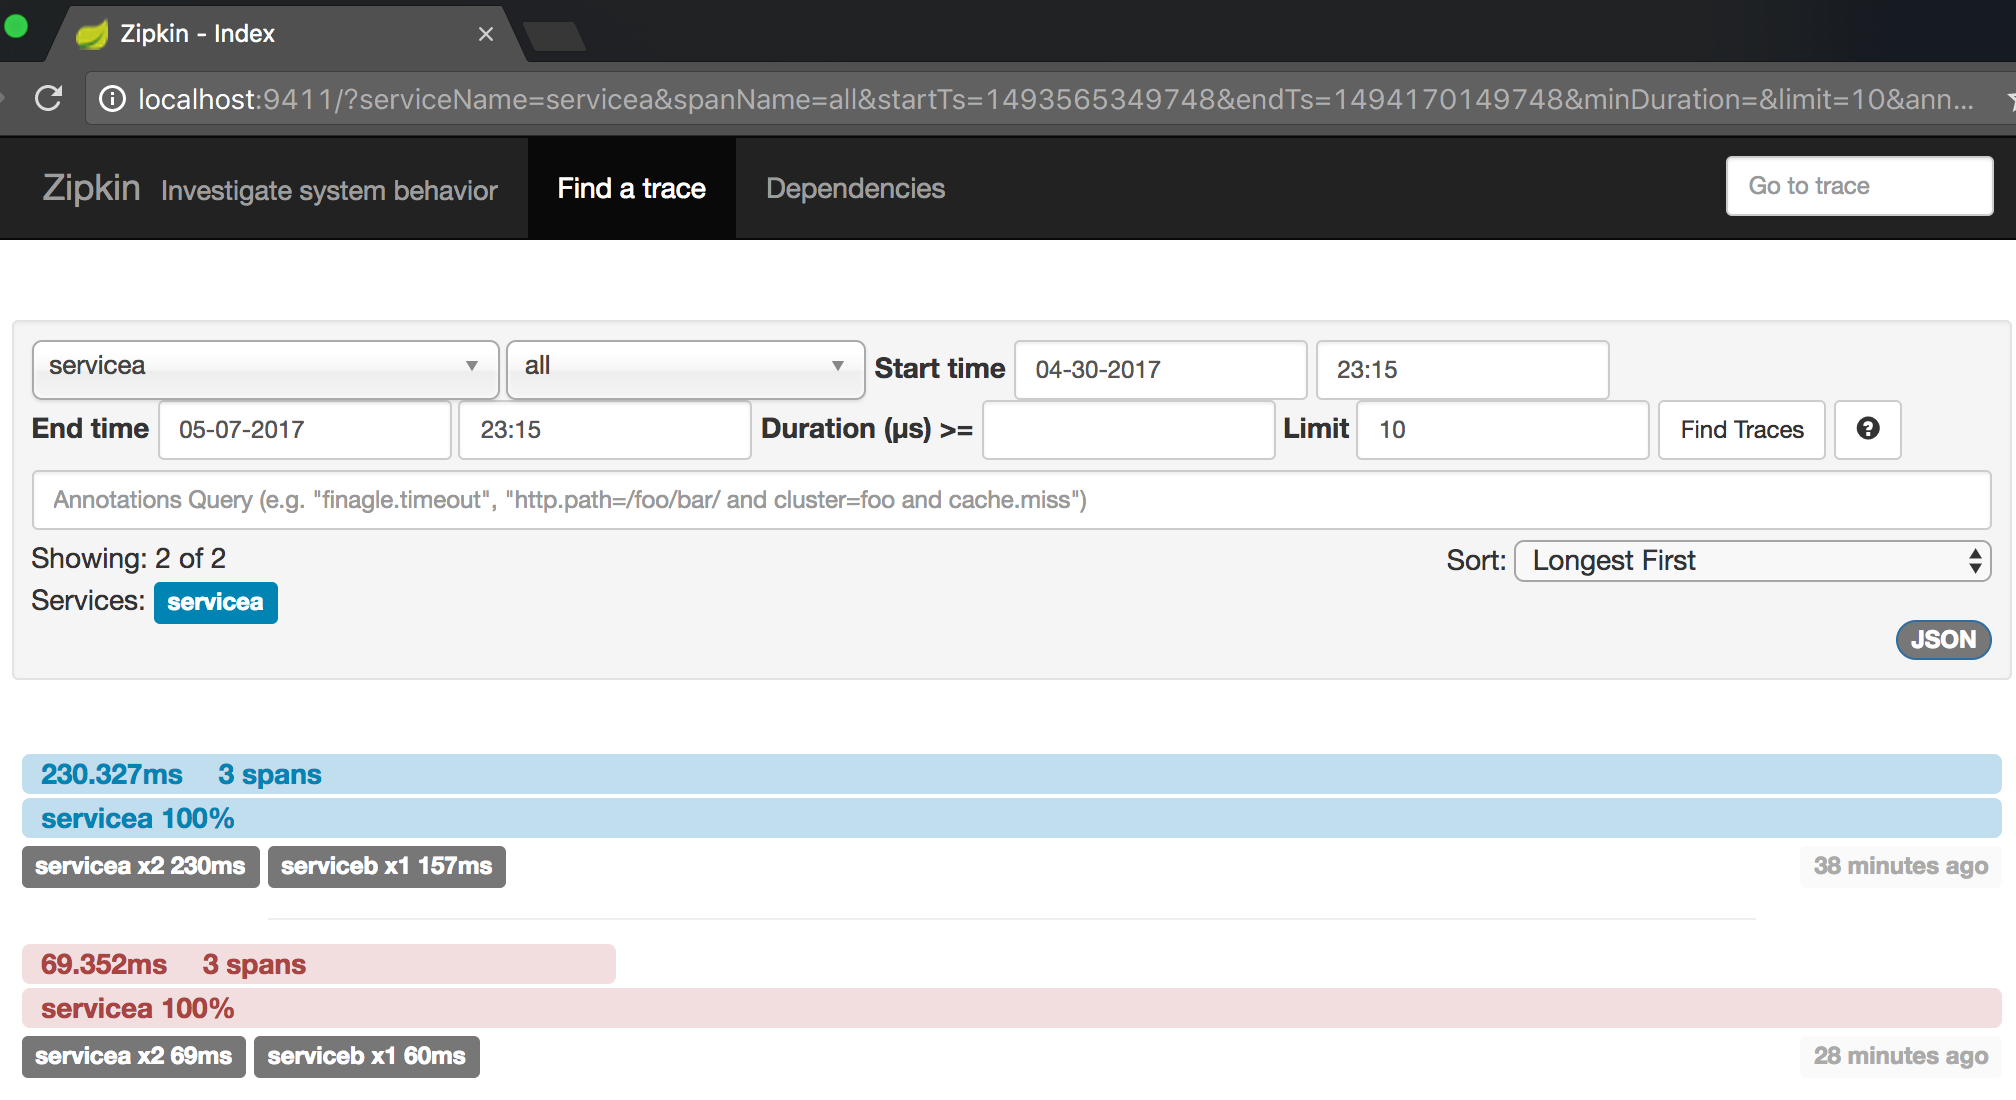 Zipkin - Index
localhost:9411/?serviceName=servicea&spanName=all&startTs=1493565349748&endTs=1494170149748&minDuration=&limit=10&ann...
Zipkin Investigate system behavior Find a trace Dependencies Go to trace
servicea all Start time 04-30-2017 23:15
End time 05-07-2017 23:15 Duration (μs) >= Limit 10 Find Traces ?
Annotations Query (e.g. "finagle.timeout", "http.path=/foo/bar/ and cluster=foo and cache.miss")
Showing: 2 of 2 Sort: Longest First
Services: servicea
JSON
230.327ms 3 spans
servicea 100%
servicea x2 230ms serviceb x1 157ms 38 minutes ago
69.352ms 3 spans
servicea 100%
servicea x2 69ms serviceb x1 60ms 28 minutes ago